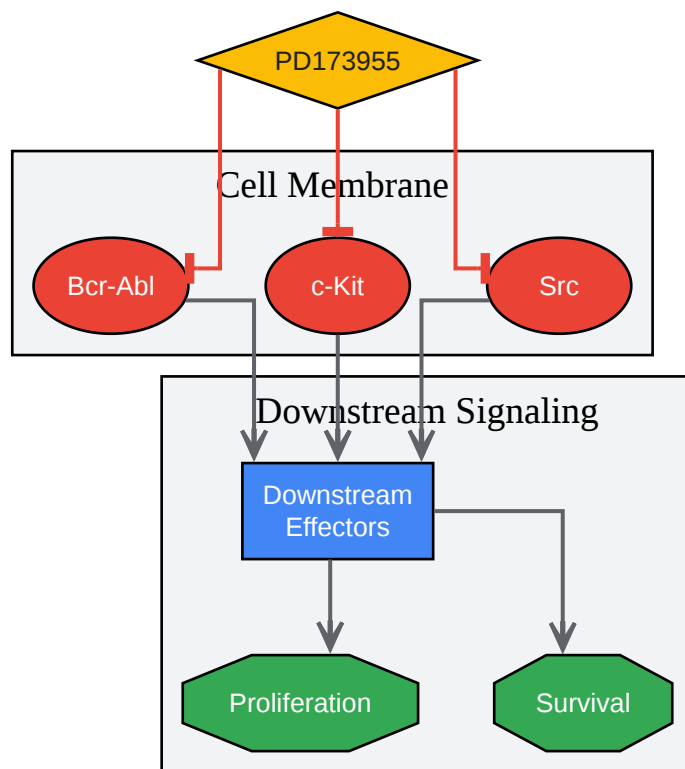 PD173955
Cell Membrane
Bcr-Abl
c-Kit
Src
Downstream Signaling
Downstream
Effectors
Proliferation
Survival